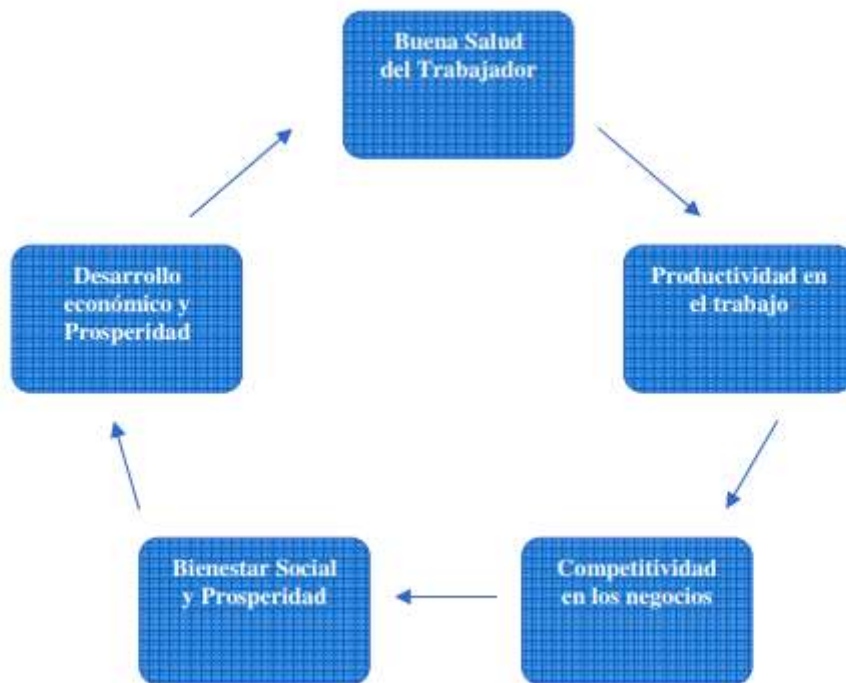 Buena Salud
del Trabajador
Productividad en
el trabajo
Competitividad
en los negocios
Bienestar Social
y Prosperidad
Desarrollo
económico y
Prosperidad